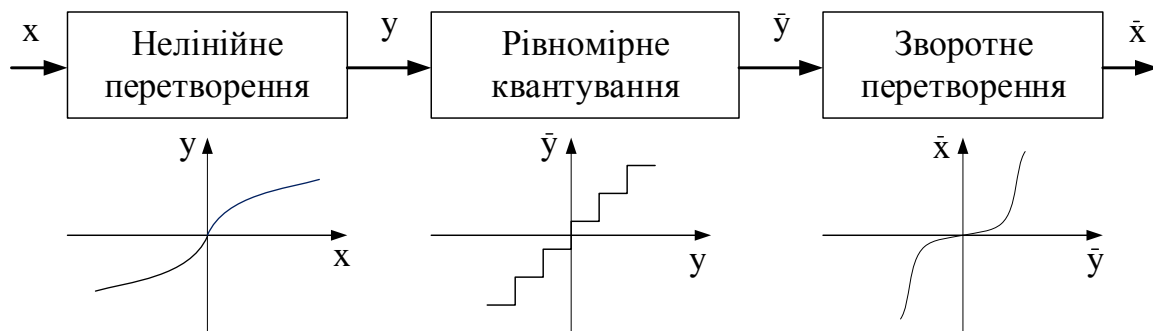 x
Нелінійне
перетворення
y
Рівномірне
квантування
ȳ
Зворотне
перетворення
x̄
y
x
ȳ
y
x̄
ȳ